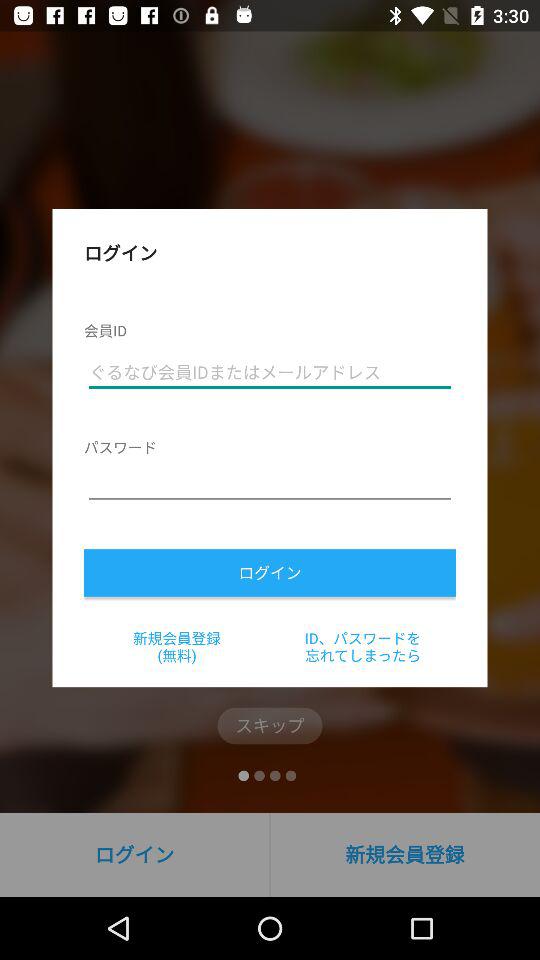 3:30
ログイン
会員ID
ぐるなび会員IDまたはメールアドレス
パスワード
ログイン
新規会員登録
(無料)
ID、パスワードを
忘れてしまったら
スキップ
ログイン
新規会員登録